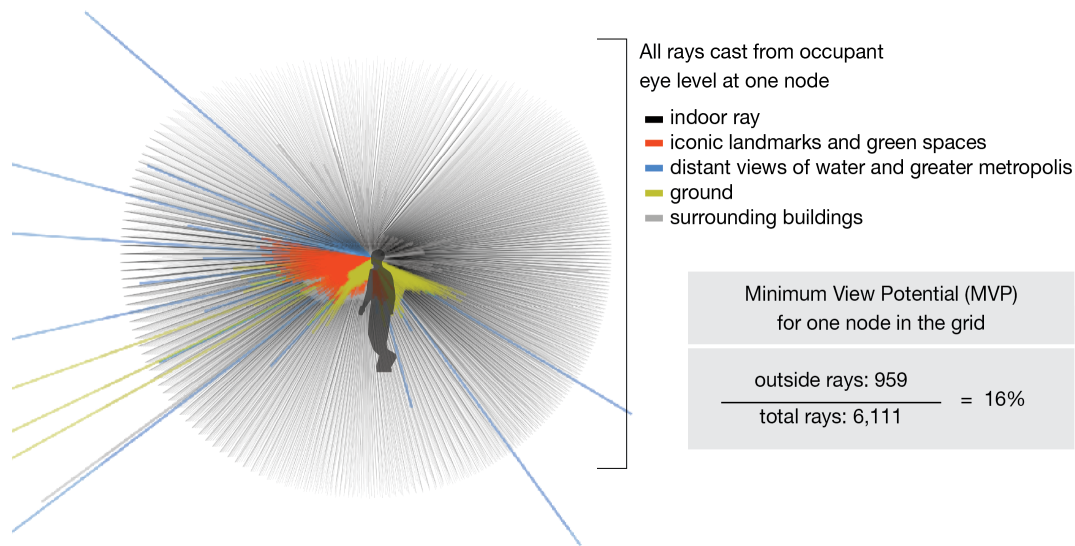 All rays cast from occupant
eye level at one node
indoor ray
iconic landmarks and green spaces
distant views of water and greater metropolis
ground
surrounding buildings
Minimum View Potential (MVP)
for one node in the grid
outside rays: 959
total rays: 6,111
= 16%